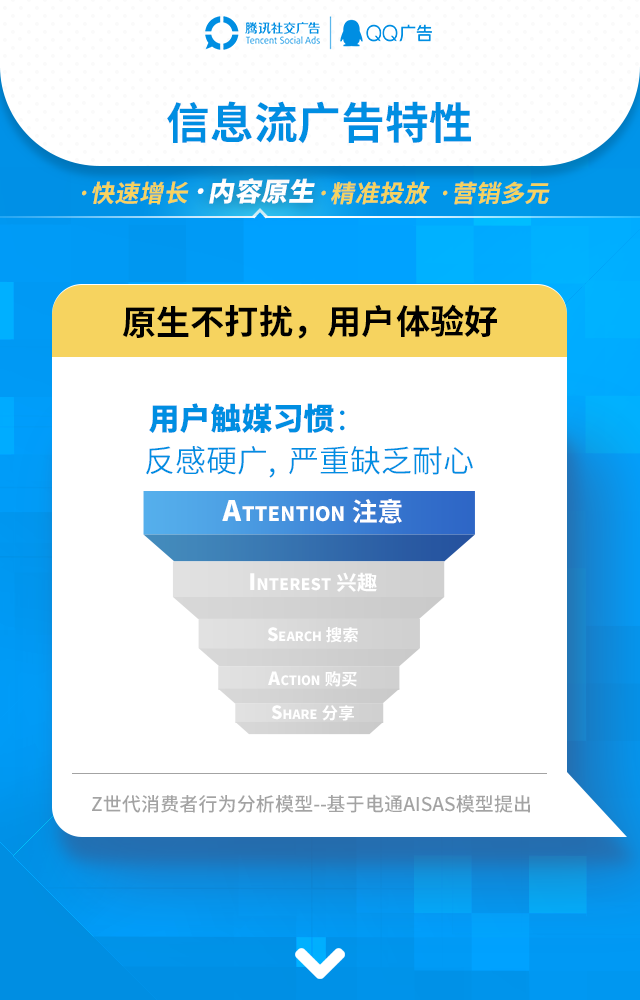 腾讯社交广告 QQ广告
Tencent Social Ads
信息流广告特性
·快速增长 ·内容原生 ·精准投放 ·营销多元
原生不打扰，用户体验好
用户触媒习惯：
反感硬广，严重缺乏耐心
ATTENTION 注意
INTEREST 兴趣
SEARCH 搜索
ACTION 购买
SHARE 分享
Z世代消费者行为分析模型--基于电通AISAS模型提出